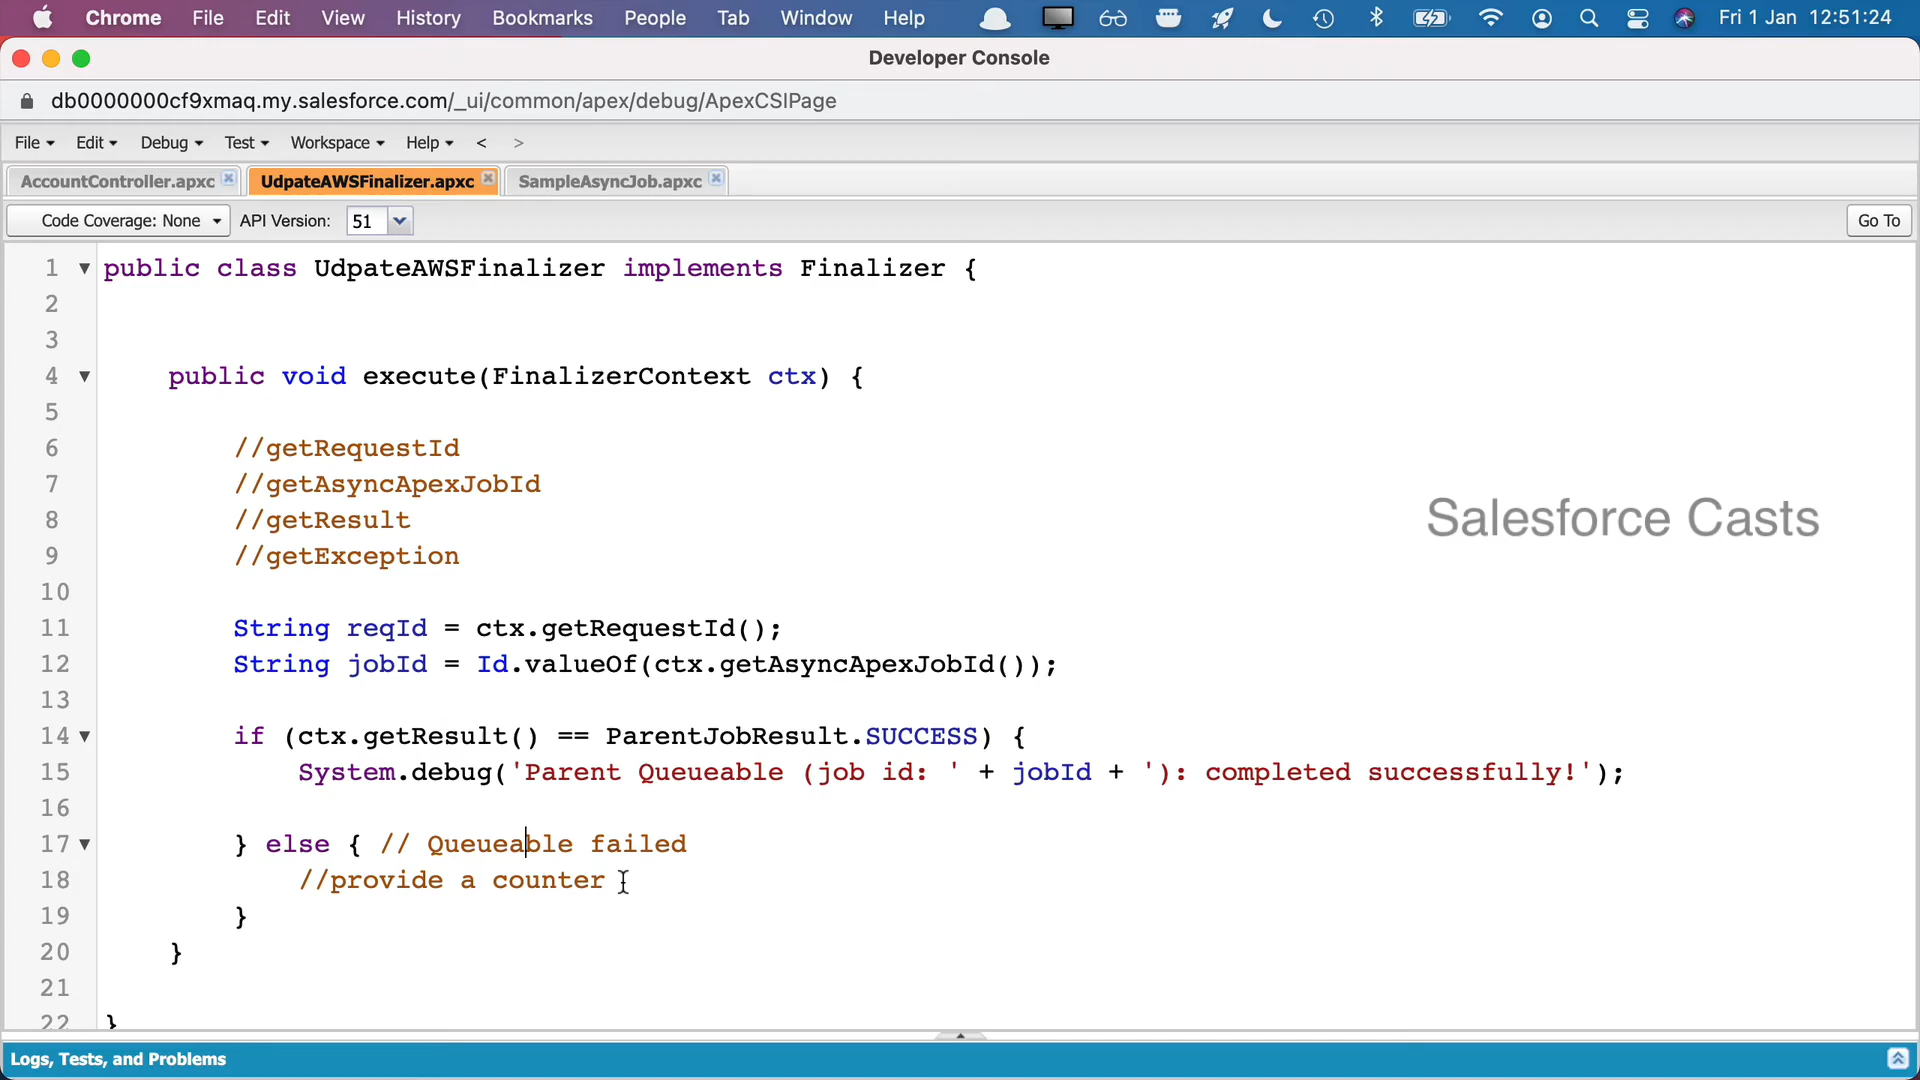 Chrome File Edit View History Bookmarks People Tab Window Help Fri 1 Jan 12:51:24
Developer Console
db0000000cf9xmaq.my.salesforce.com/_ui/common/apex/debug/ApexCSIPage
File Edit Debug Test Workspace Help < >
AccountController.apxc UdpateAWSFinalizer.apxc SampleAsyncJob.apxc
Code Coverage: None API Version: 51 Go To
1 public class UdpateAWSFinalizer implements Finalizer {
2
3
4 public void execute(FinalizerContext ctx) {
5
6 //getRequestId
7 //getAsyncApexJobId
8 //getResult
Salesforce Casts
9 //getException
10
11 String reqId = ctx.getRequestId();
12 String jobId = Id.valueOf(ctx.getAsyncApexJobId());
13
14 if (ctx.getResult() == ParentJobResult.SUCCESS) {
15 System.debug('Parent Queueable (job id: ' + jobId + '): completed successfully!');
16
17 } else { // Queueable failed
18 //provide a counter
19 }
20 }
21
22 }
Logs, Tests, and Problems